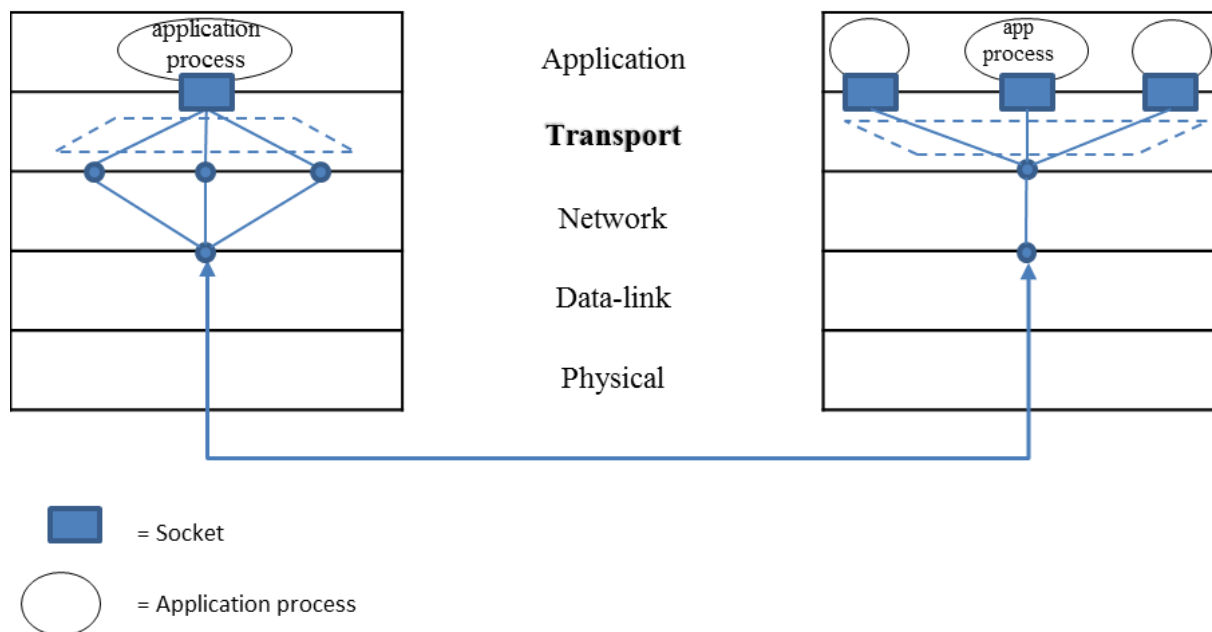 application
process
app
process
Application
Transport
Network
Data-link
Physical
= Socket
= Application process